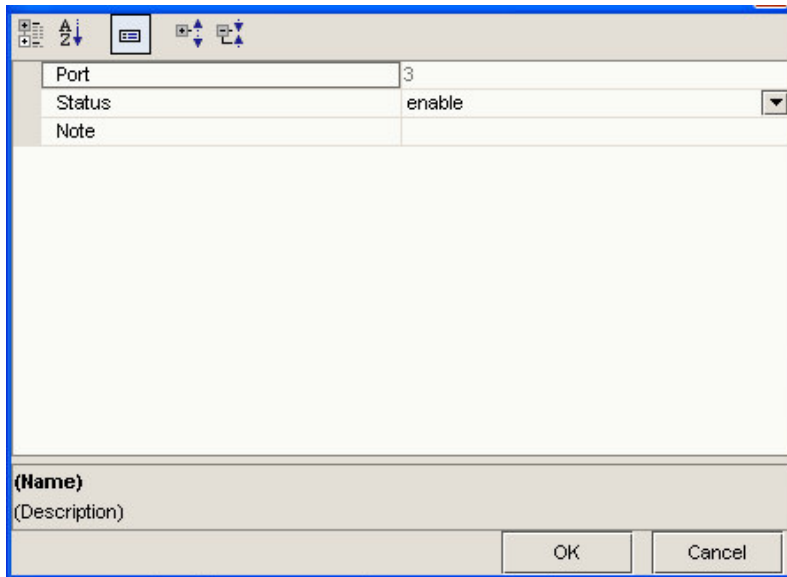 A
Z
Port 3
Status enable
Note
(Name)
(Description)
OK Cancel